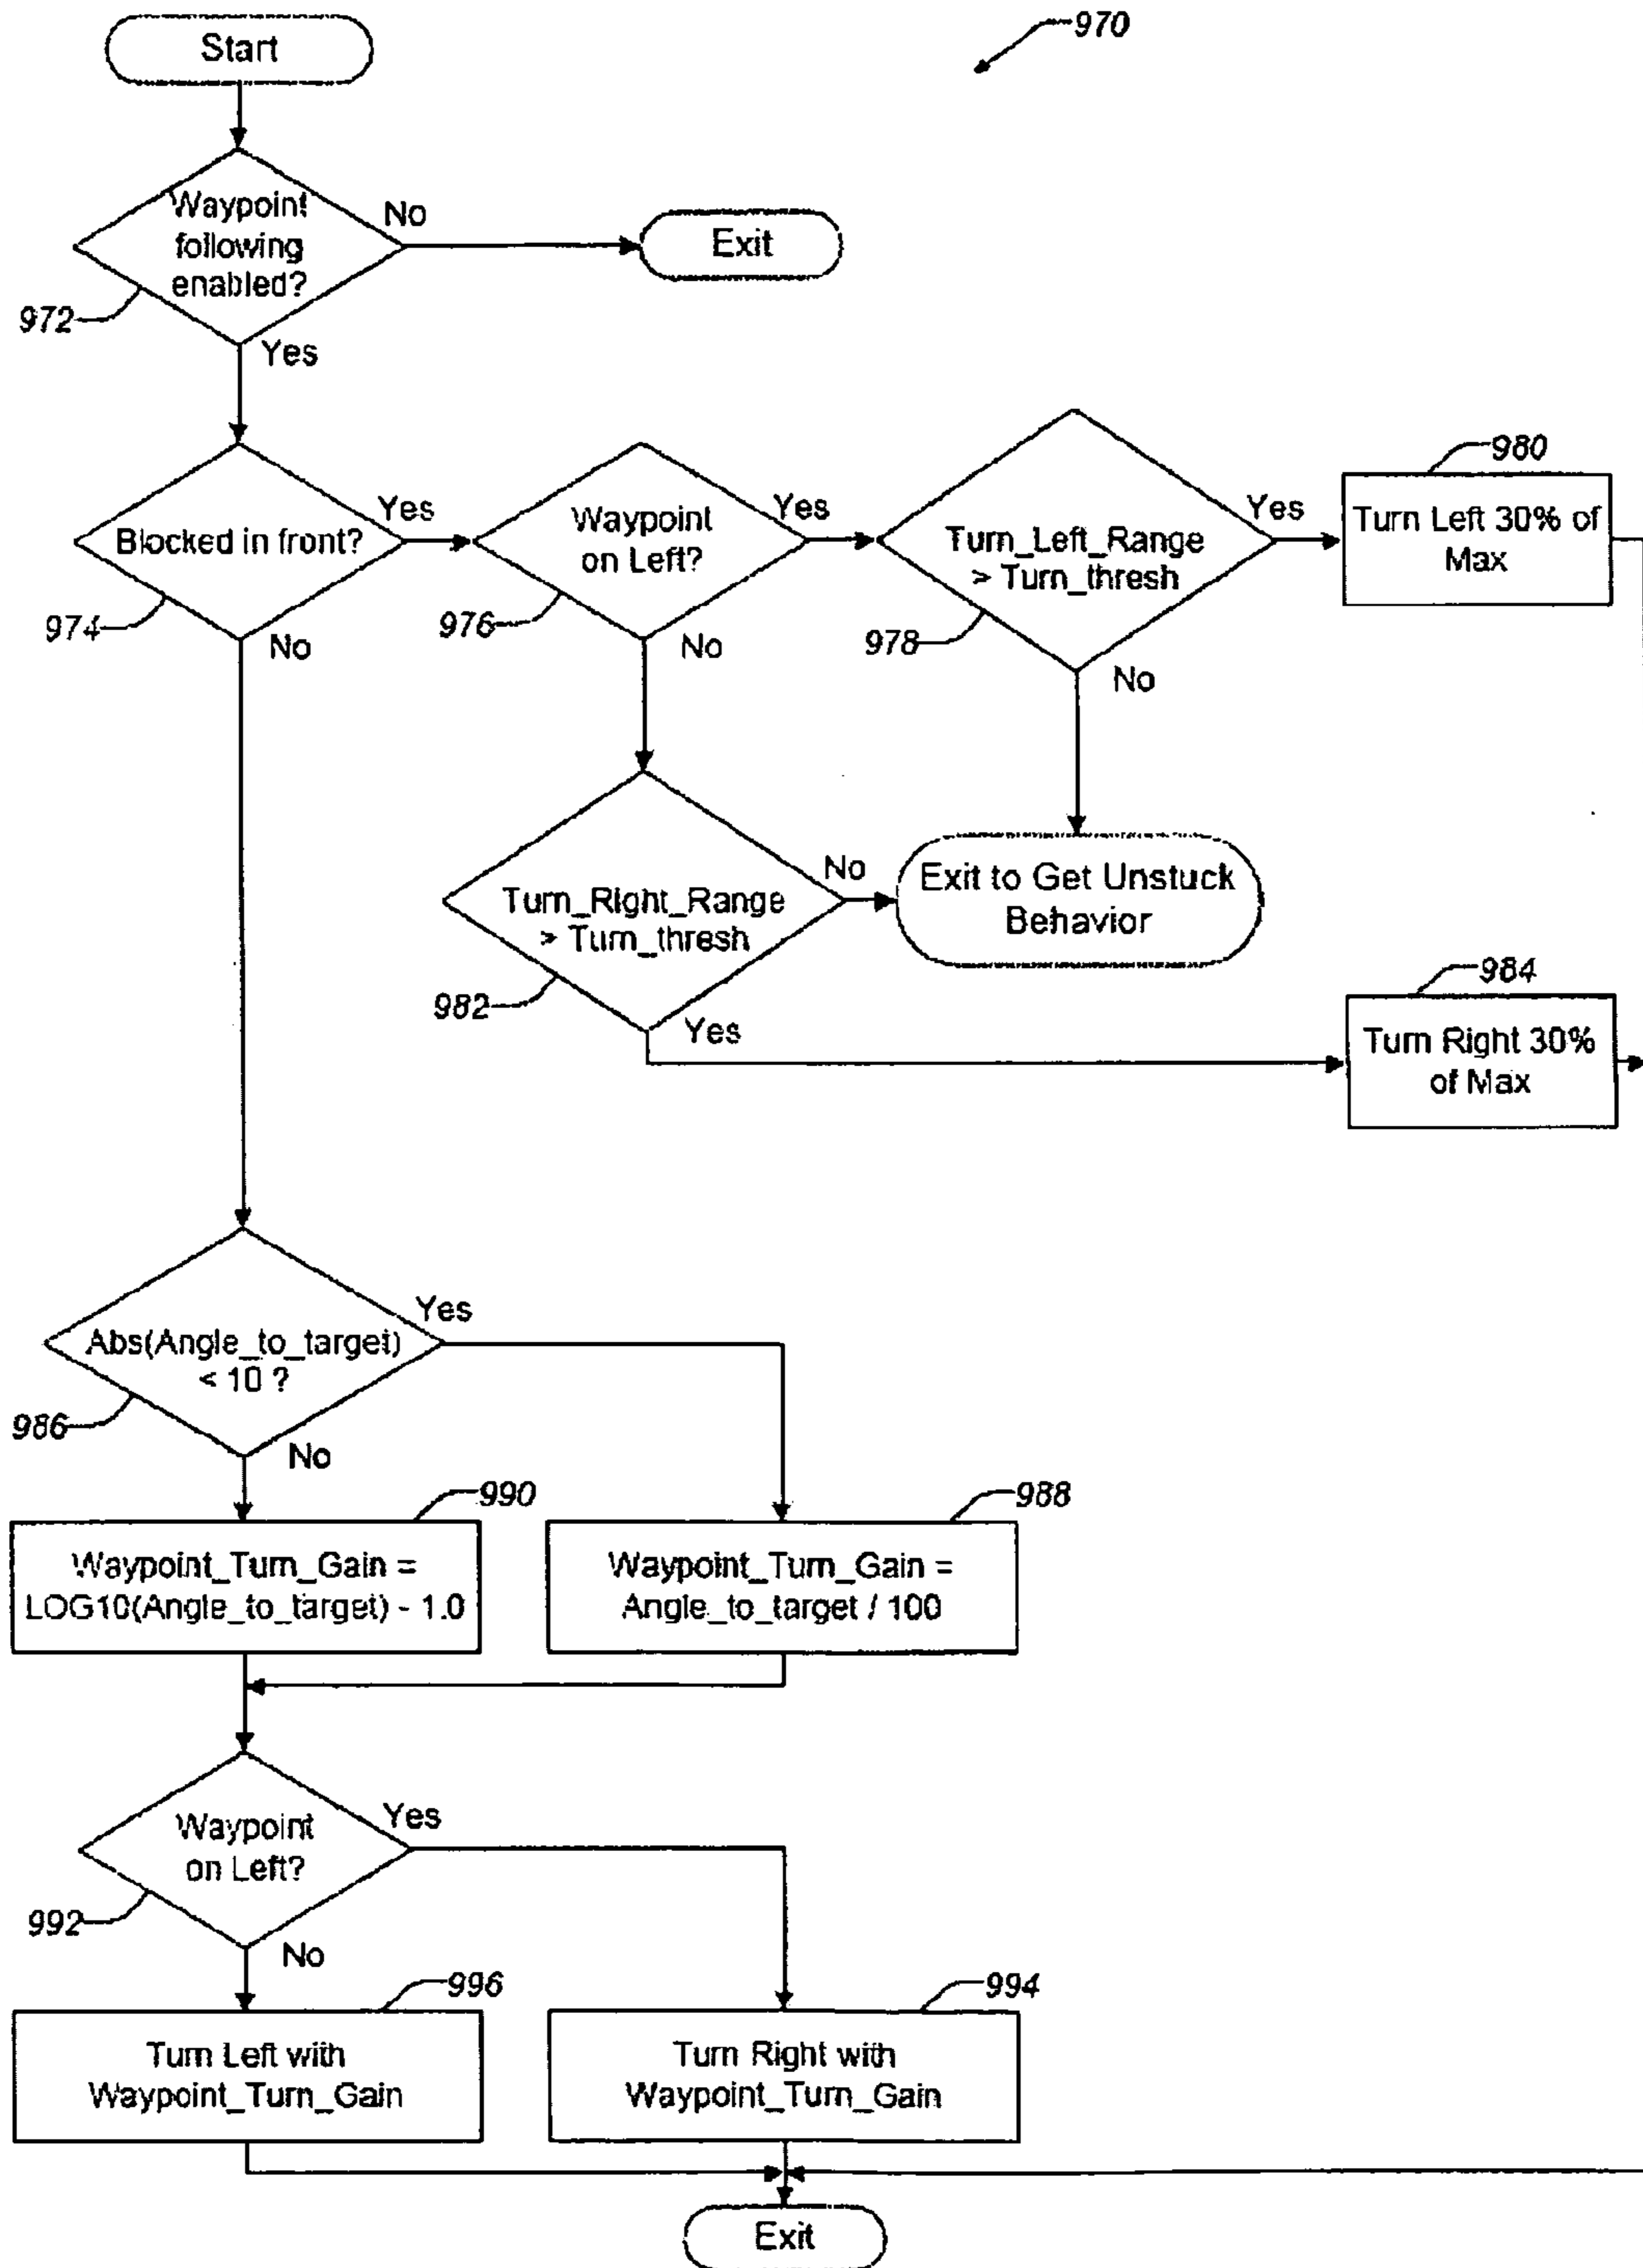 970
Start
Waypoint
following
enabled?
No
Exit
972
Yes
Blocked in front?
Yes
974
No
Waypoint
on Left?
Yes
976
No
Turn_Left_Range
> Turn_thresh
Yes
978
No
980
Turn Left 30% of
Max
Turn_Right_Range
> Turn_thresh
No
982
Yes
Exit to Get Unstuck
Behavior
984
Turn Right 30%
of Max
Abs(Angle_to_target)
< 10 ?
Yes
986
No
990
Waypoint_Turn_Gain =
LOG10(Angle_to_target) - 1.0
988
Waypoint_Turn_Gain =
Angle_to_target / 100
Waypoint
on Left?
Yes
992
No
996
Turn Left with
Waypoint_Turn_Gain
994
Turn Right with
Waypoint_Turn_Gain
Exit